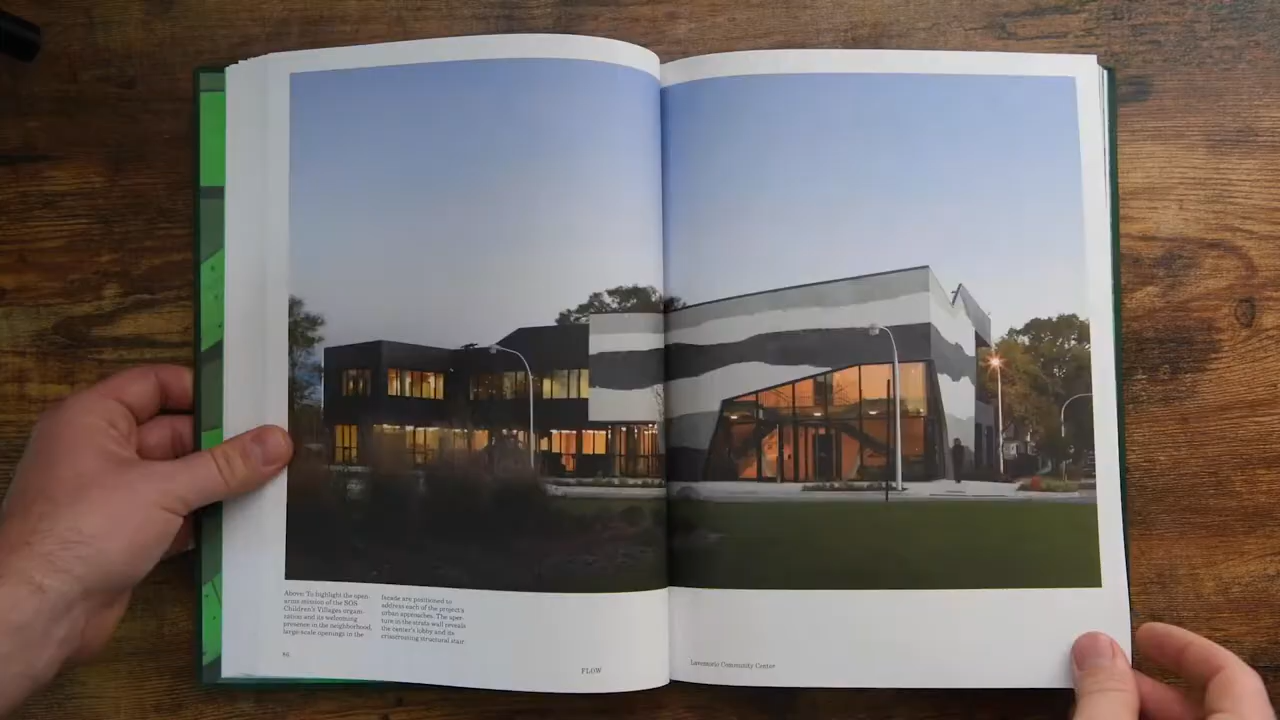 Above: To highlight the open
arms mission of the SOS
Children's Villages organ-
ization and its welcoming
presence in the neighborhood,
large-scale openings in the
facade are positioned to
address each of the project's
urban approaches. The aper-
ture in the strata wall reveals
the center's lobby and its
crisscrossing structural stair.
FLOW
Lavezzorio Community Center